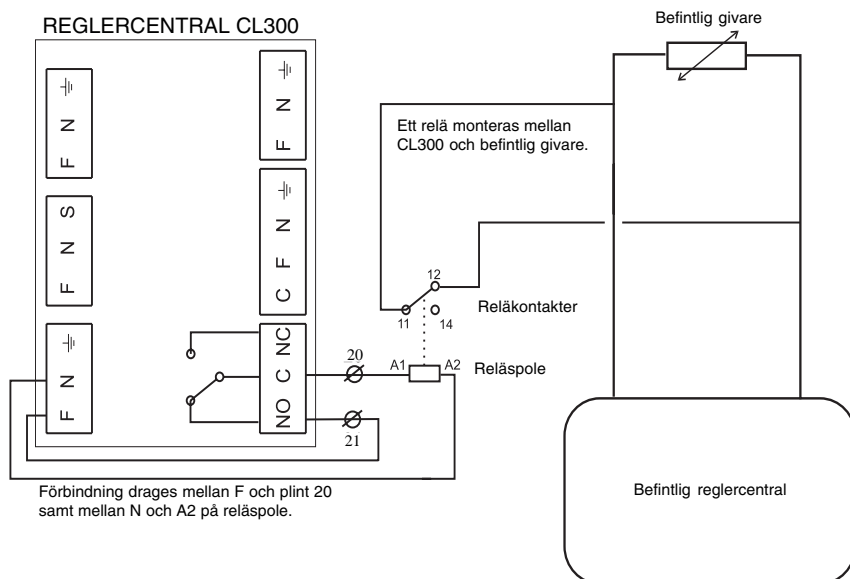 REGLERCENTRAL CL300
Befintlig givare
F N ⏚
F N ⏚
Ett relä monteras mellan
CL300 och befintlig givare.
F N S
C F N ⏚
12
11
14
Reläkontakter
F N ⏚
NO C NC
20
A1
A2
Reläspole
21
Förbindning drages mellan F och plint 20
samt mellan N och A2 på reläspole.
Befintlig reglercentral